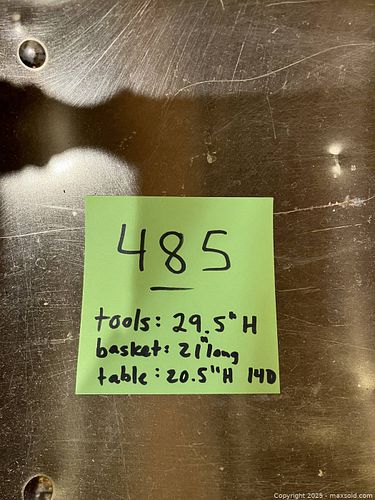 485
tools: 29.5"H
basket: 21"long
table: 20.5"H 14D
Copyright 2025 - maxsold.com